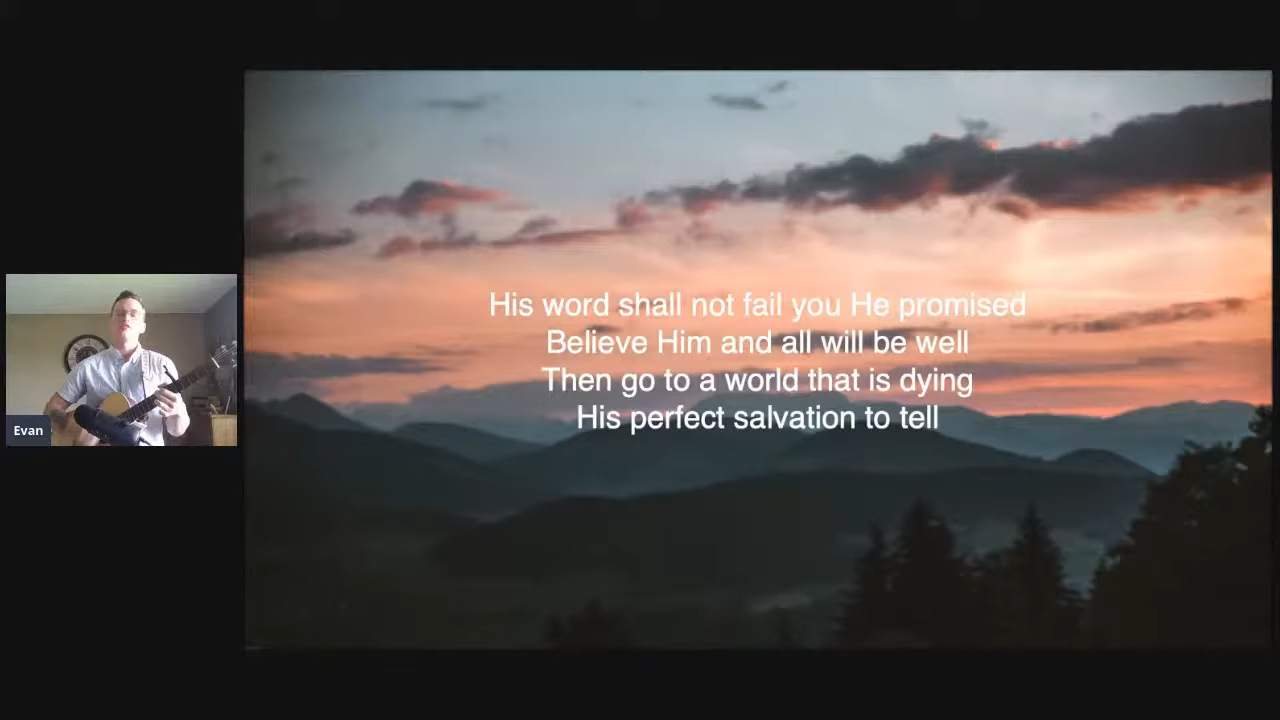 Evan
His word shall not fail you He promised
Believe Him and all will be well
Then go to a world that is dying
His perfect salvation to tell